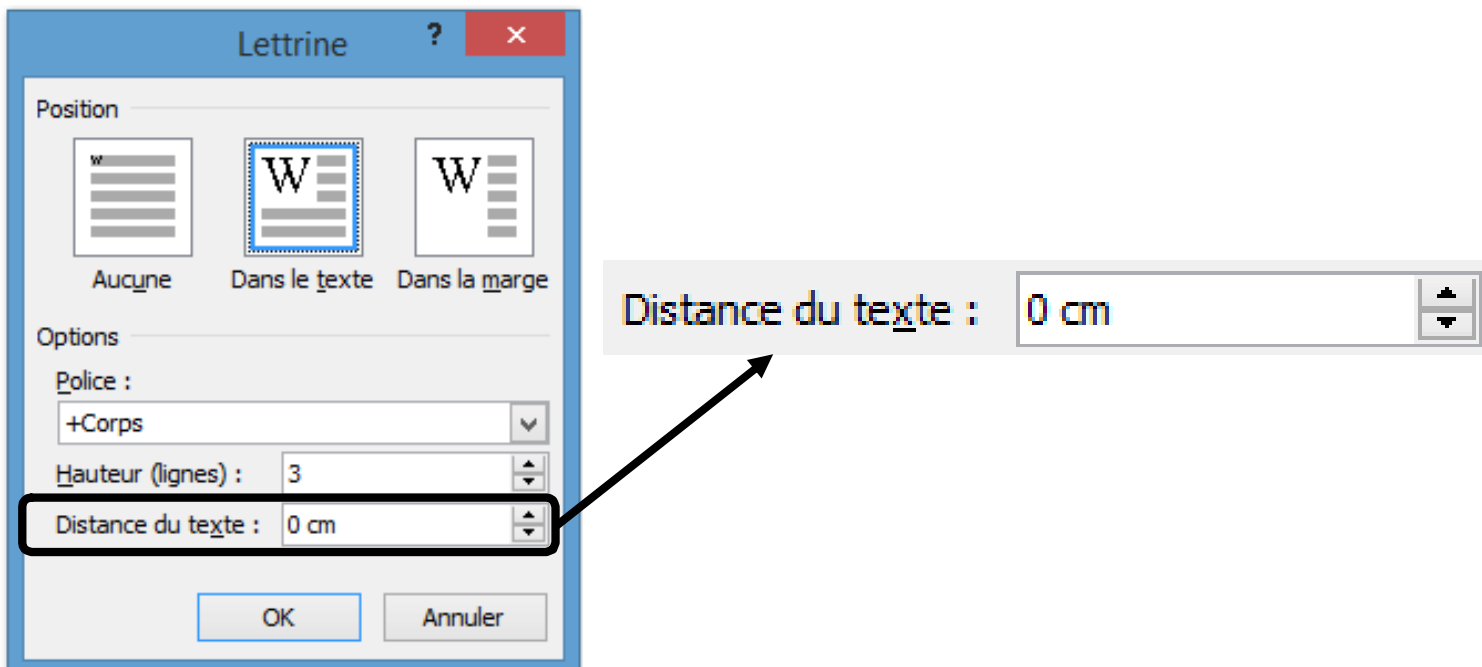 Lettrine ?
Position
W W W
Aucune Dans le texte Dans la marge
Options
Police :
+Corps
Hauteur (lignes) : 3
Distance du texte : 0 cm
OK Annuler
Distance du texte : 0 cm